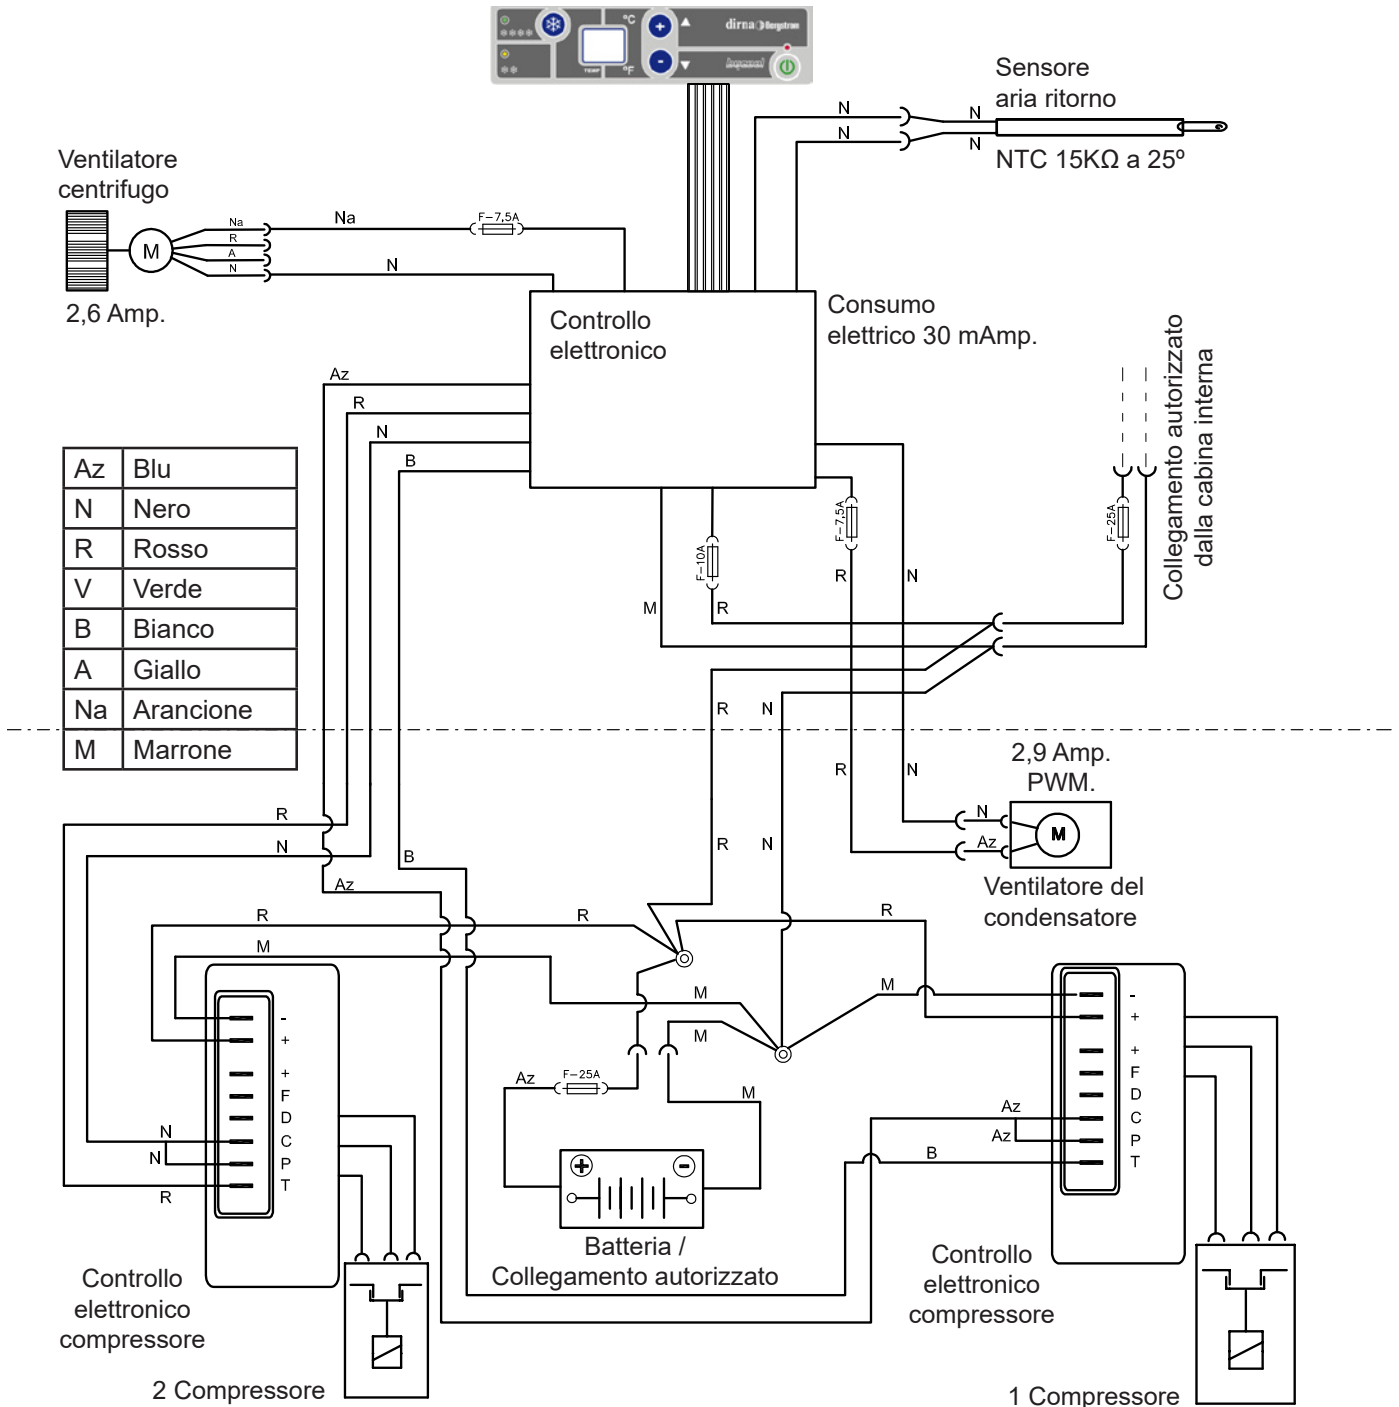 °C
dirna Bergstrom
TEMP
°F
Sensore
aria ritorno
N
N
N
N
NTC 15KΩ a 25º
Ventilatore
centrifugo
Na
R
A
N
Na
F-7,5A
N
M
2,6 Amp.
Controllo
elettronico
Consumo
elettrico 30 mAmp.
Collegamento autorizzato
dalla cabina interna
Az
R
N
B
Az Blu
N Nero
R Rosso
V Verde
B Bianco
A Giallo
Na Arancione
M Marrone
F-10A
F-7,5A
F-25A
M
R
R
N
R
N
R
N
2,9 Amp.
PWM.
N
Az
M
Ventilatore del
condensatore
R
N
B
Az
R
N
R
R
R
M
M
M
M
M
Az
F-25A
-
+
+
F
D
C
P
T
N
N
R
-
+
+
F
D
C
P
T
Az
Az
B
Batteria /
Collegamento autorizzato
Controllo
elettronico
compressore
2 Compressore
Controllo
elettronico
compressore
1 Compressore